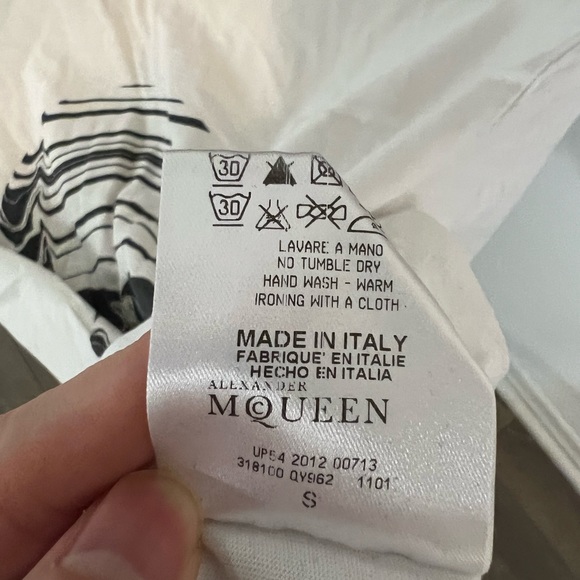 30
30
LAVARE A MANO
NO TUMBLE DRY
HAND WASH - WARM
IRONING WITH A CLOTH
MADE IN ITALY
FABRIQUE' EN ITALIE
HECHO EN ITALIA
ALEXANDER
McQUEEN
UP54 2012 00713
318100 QY962 1101
S